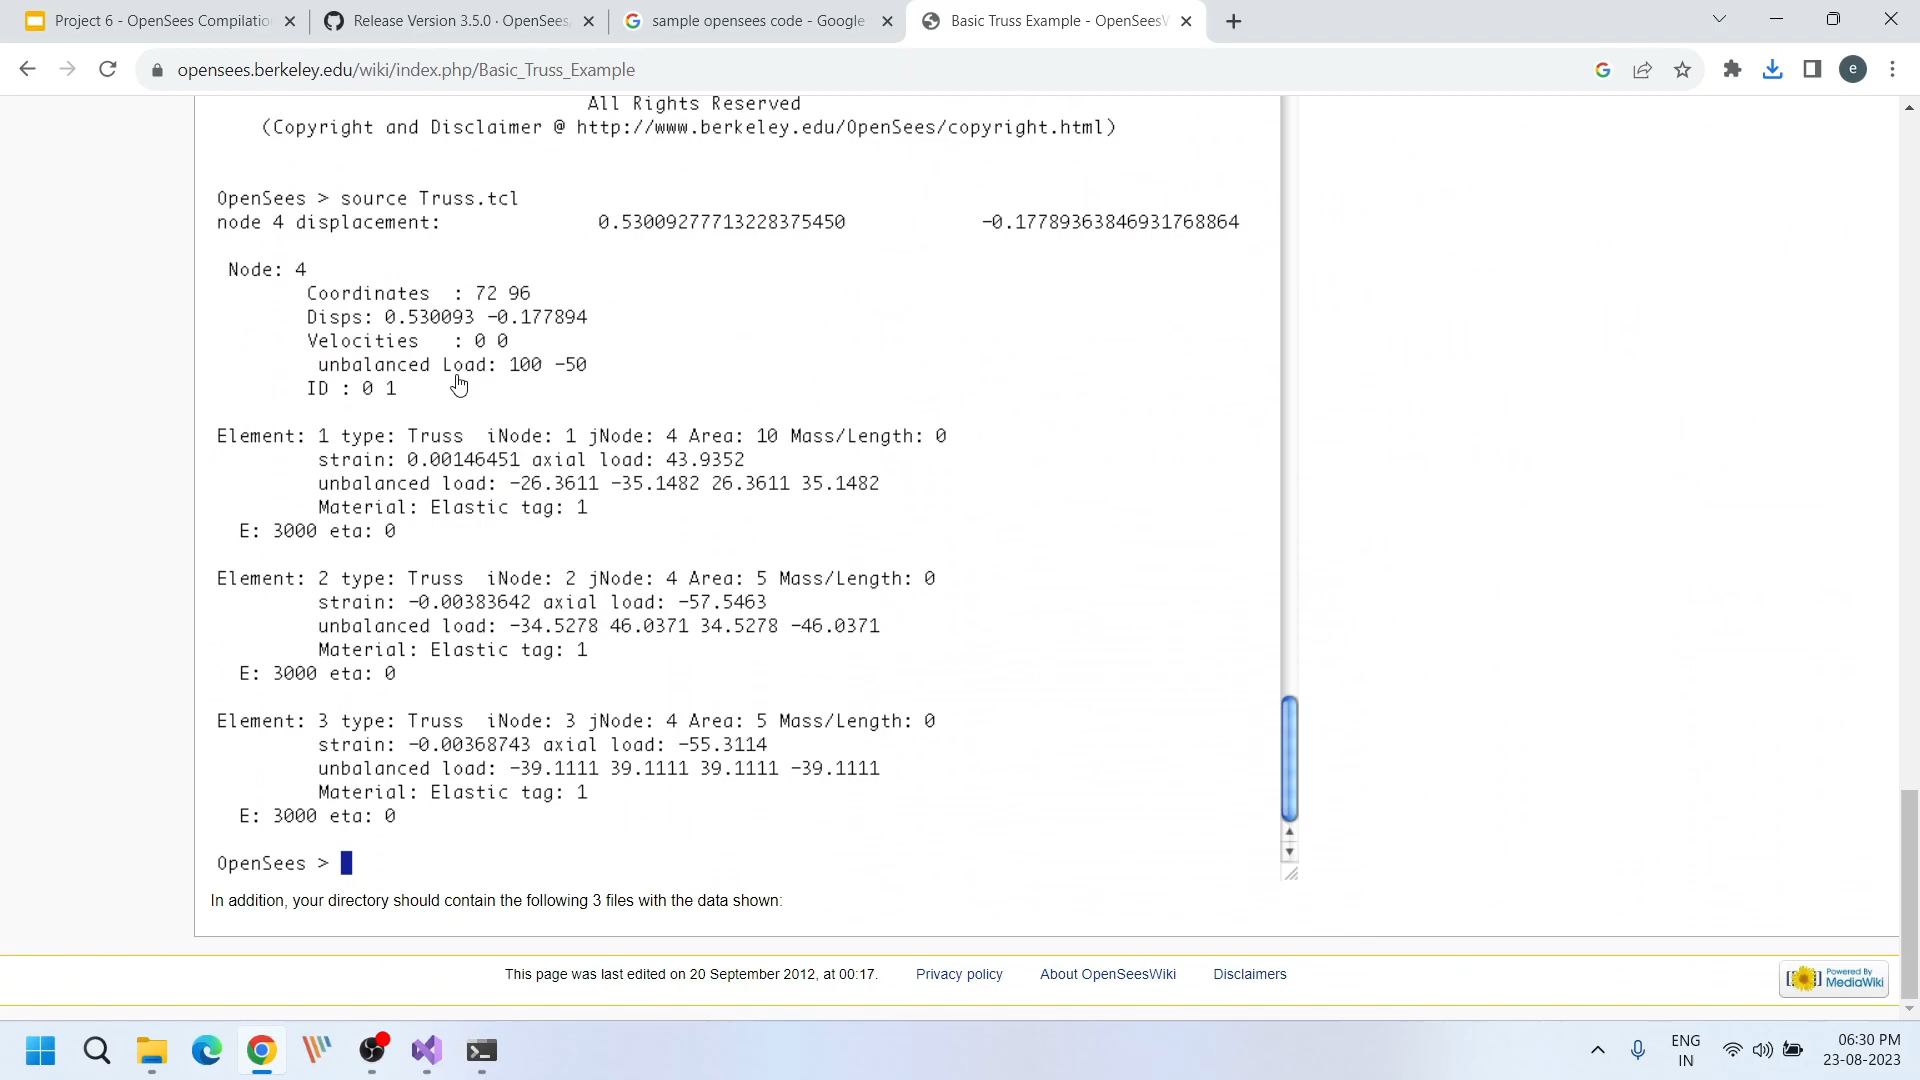 Project 6 - OpenSees Compilatio
Release Version 3.5.0 · OpenSees
sample opensees code - Google
Basic Truss Example - OpenSeesW
opensees.berkeley.edu/wiki/index.php/Basic_Truss_Example
e
All Rights Reserved
(Copyright and Disclaimer @ http://www.berkeley.edu/OpenSees/copyright.html)
OpenSees > source Truss.tcl
node 4 displacement: 0.53009277713228375450 -0.17789363846931768864
Node: 4
Coordinates : 72 96
Disps: 0.530093 -0.177894
Velocities : 0 0
unbalanced Load: 100 -50
ID : 0 1
Element: 1 type: Truss iNode: 1 jNode: 4 Area: 10 Mass/Length: 0
strain: 0.00146451 axial load: 43.9352
unbalanced load: -26.3611 -35.1482 26.3611 35.1482
Material: Elastic tag: 1
E: 3000 eta: 0
Element: 2 type: Truss iNode: 2 jNode: 4 Area: 5 Mass/Length: 0
strain: -0.00383642 axial load: -57.5463
unbalanced load: -34.5278 46.0371 34.5278 -46.0371
Material: Elastic tag: 1
E: 3000 eta: 0
Element: 3 type: Truss iNode: 3 jNode: 4 Area: 5 Mass/Length: 0
strain: -0.00368743 axial load: -55.3114
unbalanced load: -39.1111 39.1111 39.1111 -39.1111
Material: Elastic tag: 1
E: 3000 eta: 0
OpenSees >
In addition, your directory should contain the following 3 files with the data shown:
This page was last edited on 20 September 2012, at 00:17. Privacy policy About OpenSeesWiki Disclaimers
Powered By
MediaWiki
ENG
IN
06:30 PM
23-08-2023